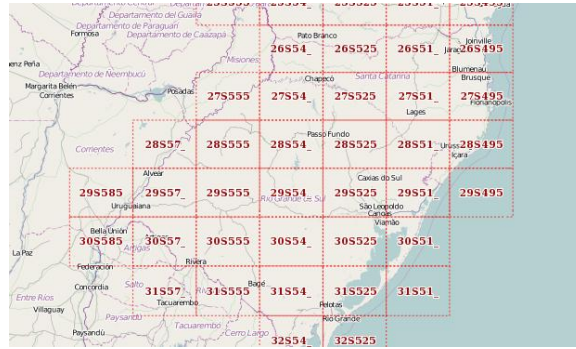 Departamento Central
Departamento del Guairá
Departamento de Paraguarí
Formosa
Departamento de Caazapá
Pato Branco
Joinville
26S54_ 26S525 26S51_ 26S495
Misiones
Blumenau
Departamento de Ñeembucú
Chapecó
Santa Catarina
Brusque
Margarita Belén
Posadas
Corrientes
27S555 27S54_ 27S525 27S51_ 27S495
Florianópolis
Lages
Passo Fundo
Corrientes
28S57_ 28S555 28S54_ 28S525 28S51_ 28S495
Içara
Alvear
Caxias do Sul
29S585 29S57_ 29S555 29S54_ 29S525 29S51_ 29S495
Rio Grande do Sul
Uruguaiana
São Leopoldo
Canoas
Viamão
Bella Unión
30S585 30S57_ 30S555 30S54_ 30S525 30S51_
Artigas
La Paz
Rivera
Federación
Concordia
Salto
Bagé
31S57_ 31S555 31S54_ 31S525 31S51_
Entre Ríos
Tacuarembó
Pelotas
Villaguay
Paysandú
Rio Grande
Tacuarembó
Paysandú
Cerro Largo
32S54_ 32S525